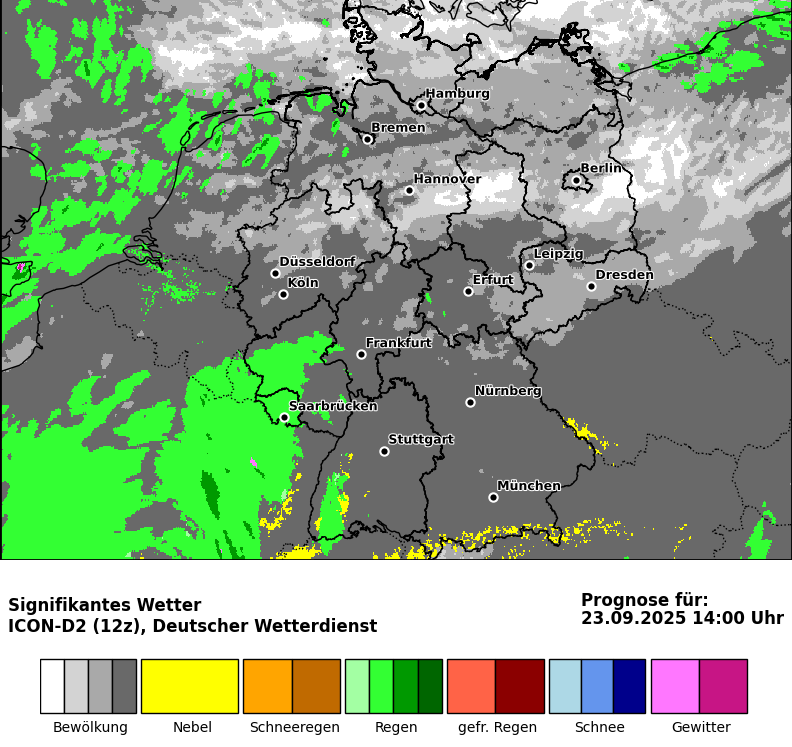 Hamburg
Bremen
Berlin
Hannover
Leipzig
Düsseldorf
Dresden
Köln
Erfurt
Frankfurt
Nürnberg
Saarbrücken
Stuttgart
München
Signifikantes Wetter
ICON-D2 (12z), Deutscher Wetterdienst
Prognose für:
23.09.2025 14:00 Uhr
Bewölkung Nebel Schneeregen Regen gefr. Regen Schnee Gewitter